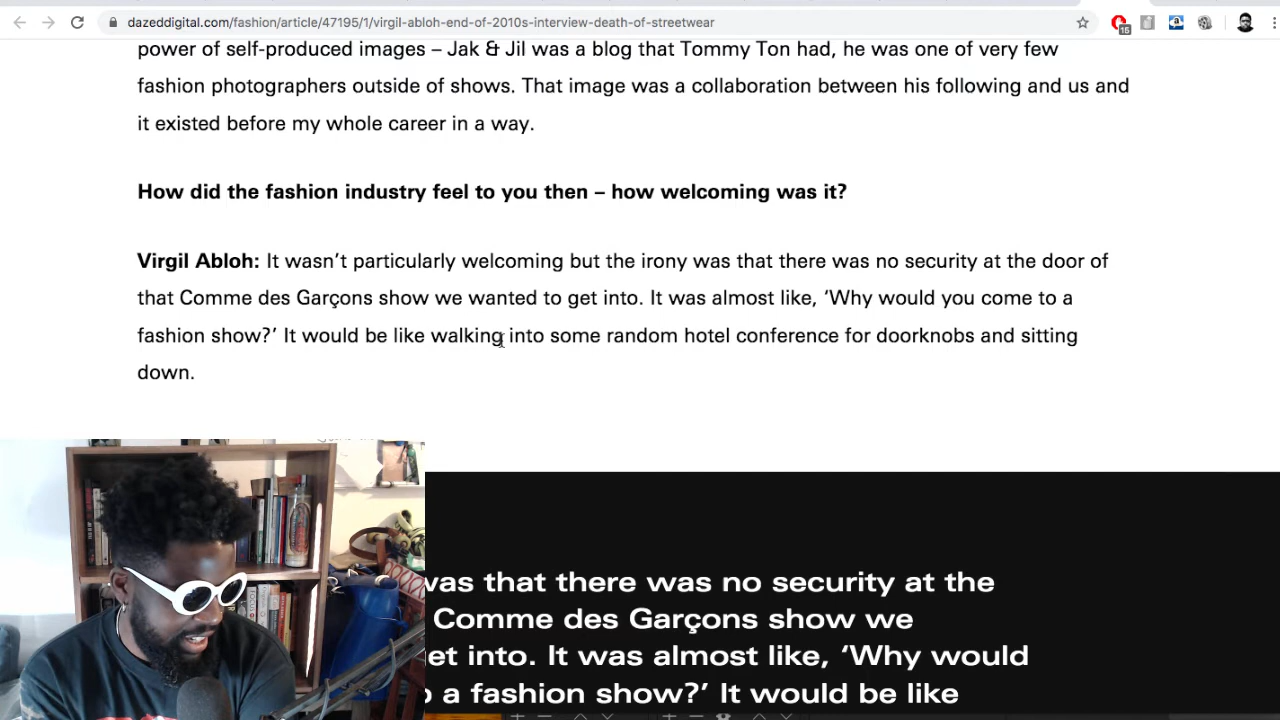 dazeddigital.com/fashion/article/47195/1/virgil-abloh-end-of-2010s-interview-death-of-streetwear
15
power of self-produced images – Jak & Jil was a blog that Tommy Ton had, he was one of very few
fashion photographers outside of shows. That image was a collaboration between his following and us and
it existed before my whole career in a way.
How did the fashion industry feel to you then – how welcoming was it?
Virgil Abloh: It wasn’t particularly welcoming but the irony was that there was no security at the door of
that Comme des Garçons show we wanted to get into. It was almost like, ‘Why would you come to a
fashion show?’ It would be like walking into some random hotel conference for doorknobs and sitting
down.
was that there was no security at the
Comme des Garçons show we
et into. It was almost like, ‘Why would
o a fashion show?’ It would be like